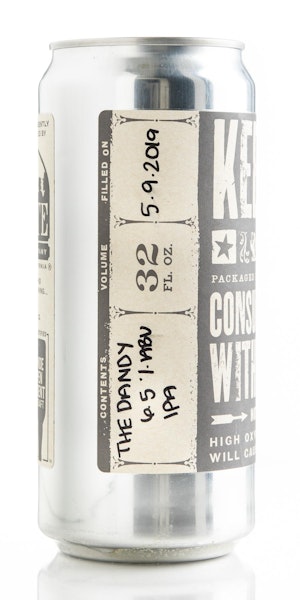 CONTENTS
THE DANDY
6.5 % ABV
IPA
VOLUME
32
FL. OZ.
FILLED ON
5.9.2019
KE
PACKAGED
CONS
WITH
HIGH OX
WILL CA